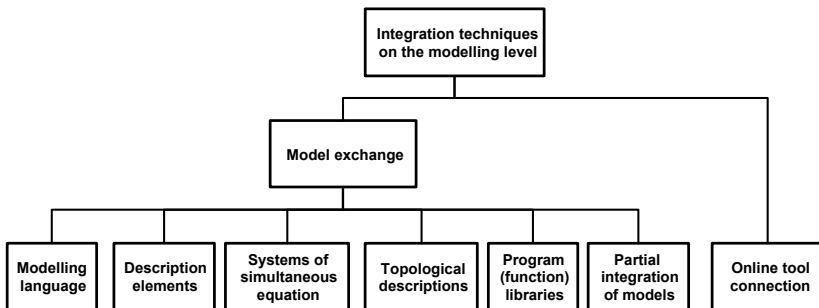 Integration techniques
on the modelling level
Model exchange
Modelling
language
Description
elements
Systems of
simultaneous
equation
Topological
descriptions
Program
(function)
libraries
Partial
integration
of models
Online tool
connection